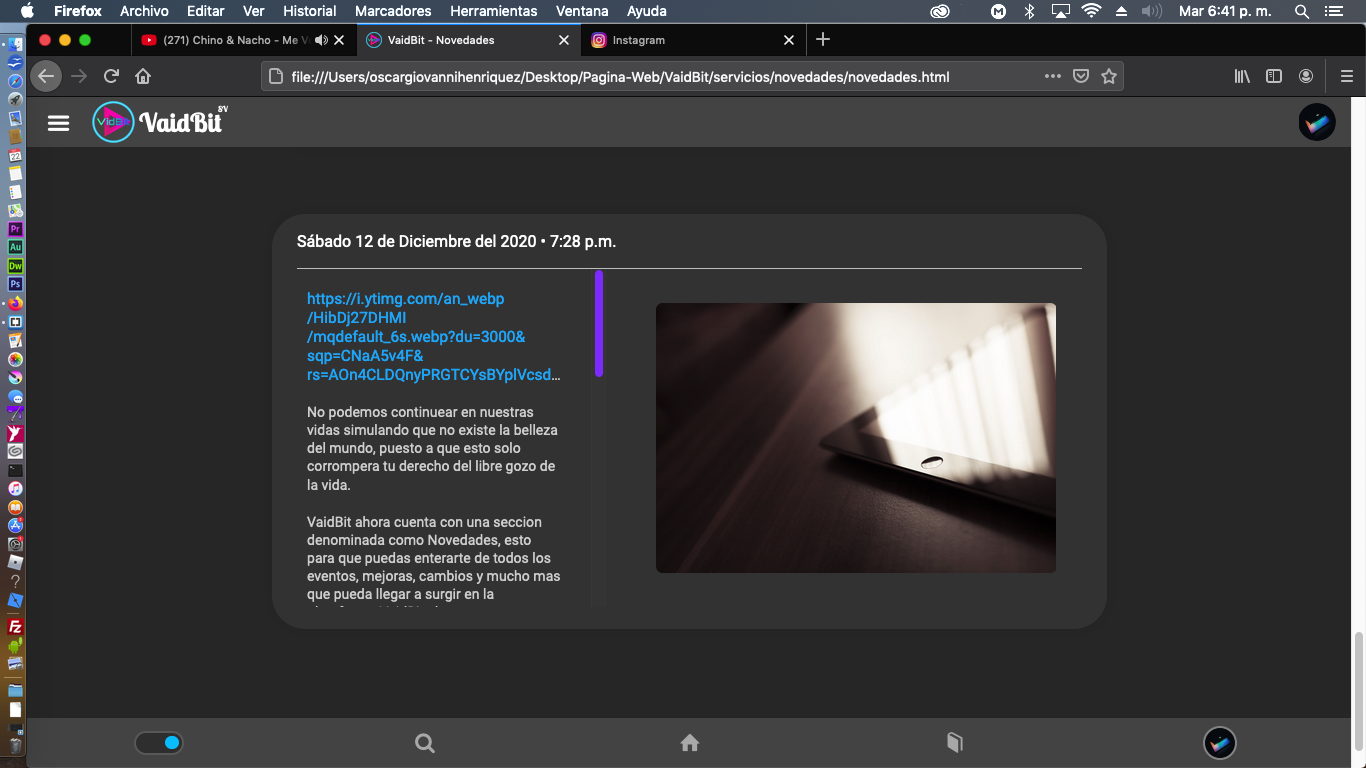 Firefox Archivo Editar Ver Historial Marcadores Herramientas Ventana Ayuda Mar 6:41 p. m.
(271) Chino & Nacho - Me V
VaidBit - Novedades
Instagram
file:///Users/oscargiovannihenriquez/Desktop/Pagina-Web/VaidBit/servicios/novedades/novedades.html
VaidBit SV
Sábado 12 de Diciembre del 2020 • 7:28 p.m.
https://i.ytimg.com/an_webp
/HibDj27DHMI
/mqdefault_6s.webp?du=3000&
sqp=CNaA5v4F&
rs=AOn4CLDQnyPRGTCYsBYplVcsd...
No podemos continuear en nuestras
vidas simulando que no existe la belleza
del mundo, puesto a que esto solo
corrompera tu derecho del libre gozo de
la vida.
VaidBit ahora cuenta con una seccion
denominada como Novedades, esto
para que puedas enterarte de todos los
eventos, mejoras, cambios y mucho mas
que pueda llegar a surgir en la
Pr
Au
Dw
Ps
Fz